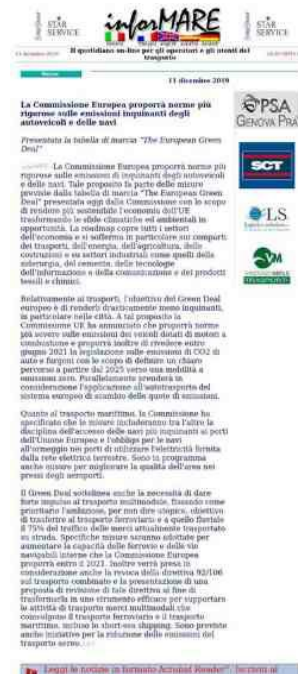 STAR
SERVICE
inforMARE
STAR
SERVICE
Il quotidiano on-line per gli operatori e gli utenti del
trasporto
11 dicembre 2019
11 dicembre 2019
La Commissione Europea proporrà norme più
rigorose sulle emissioni inquinanti degli
autoveicoli e delle navi
Presentata la tabella di marcia "The European Green
Deal"
La Commissione Europea proporrà norme più
rigorose sulle emissioni di inquinanti degli autoveicoli
e delle navi. Tale proposito fa parte delle misure
previste dalla tabella di marcia "The European Green
Deal" presentata oggi dalla Commissione con lo scopo
di rendere più sostenibile l'economia dell'UE
trasformando le sfide climatiche ed ambientali in
opportunità. La roadmap copre tutti i settori
dell'economia e si sofferma in particolare sui comparti
dei trasporti, dell'energia, dell'agricoltura, delle
costruzioni e su settori industriali come quelli della
siderurgia, del cemento, delle tecnologie
dell'informazione e della comunicazione e dei prodotti
tessili e chimici.
Relativamente ai trasporti, l'obiettivo del Green Deal
europeo è di renderli drasticamente meno inquinanti,
in particolare nelle città. A tal proposito la
Commissione UE ha annunciato che proporrà norme
più severe sulle emissioni dei veicoli dotati di motori a
combustione e proporrà inoltre di rivedere entro
giugno 2021 la legislazione sulle emissioni di CO2 di
auto e furgoni con lo scopo di definire un chiaro
percorso a partire dal 2025 verso una mobilità a
emissioni zero. Parallelamente prenderà in
considerazione l'applicazione all'autotrasporto del
sistema europeo di scambio delle quote di emissioni.
Quanto al trasporto marittimo, la Commissione ha
specificato che le misure includeranno tra l'altro la
disciplina dell'accesso delle navi più inquinanti ai porti
dell'Unione Europea e l'obbligo per le navi
all'ormeggio nei porti di utilizzare l'elettricità fornita
dalla rete elettrica terrestre. Sono in programma
anche misure per migliorare la qualità dell'area nei
pressi degli aeroporti.
Il Green Deal sottolinea anche la necessità di dare
forte impulso al trasporto multimodale, fissando come
prioritario l'ambizione, per non dire utopico, obiettivo
di trasferire al trasporto ferroviario e a quello fluviale
il 75% del traffico delle merci attualmente trasportato
su strada. Specifiche misure saranno adottate per
aumentare la capacità delle ferrovie e delle vie
navigabili interne che la Commissione Europea
proporrà entro il 2021. Inoltre verrà presa in
considerazione anche la revoca della direttiva 92/106
sul trasporto combinato e la presentazione di una
proposta di revisione di tale direttiva al fine di
trasformarla in uno strumento efficace per supportare
le attività di trasporto merci multimodali che
coinvolgono il trasporto ferroviario e il trasporto
marittimo, incluso lo short-sea shipping. Sono previste
anche iniziative per la riduzione delle emissioni del
trasporto aereo.
PSA
GENOVA PRA'
SCT
LS
Leggi le notizie in formato Acrobat Reader®. Iscriviti al